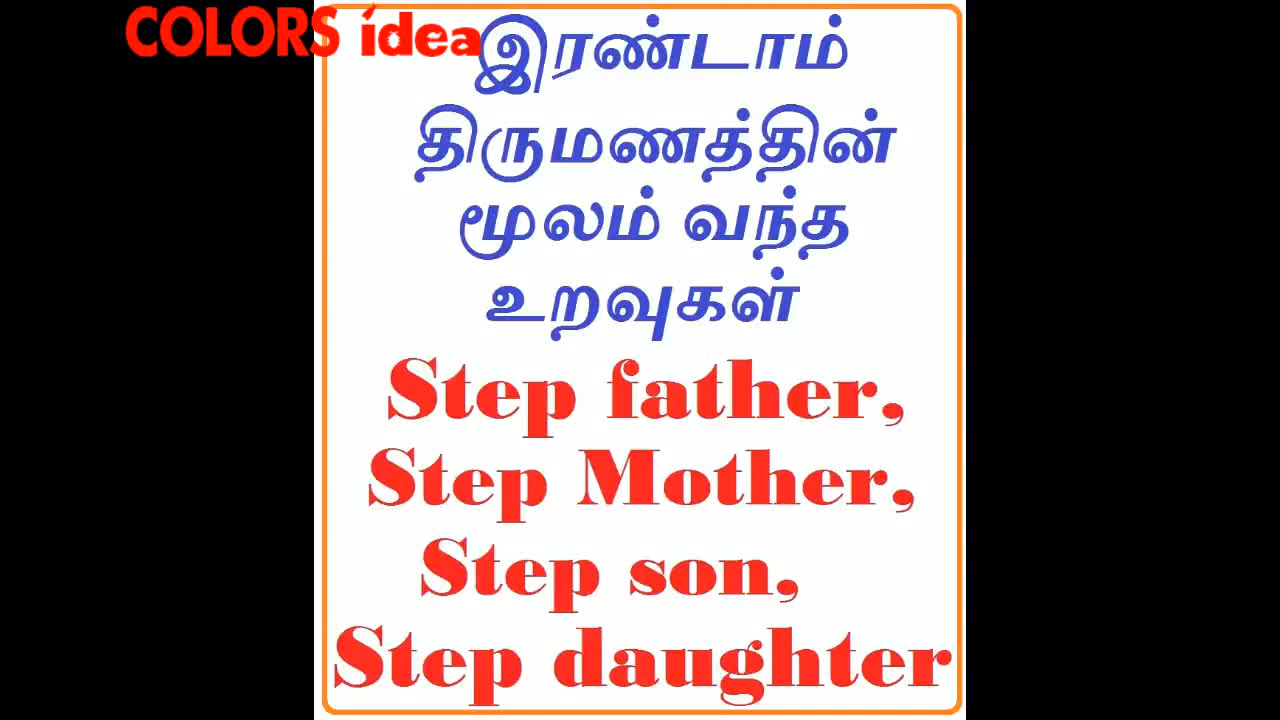 COLORS idea
இரண்டாம்
திருமணத்தின்
மூலம் வந்த
உறவுகள்
Step father,
Step Mother,
Step son,
Step daughter